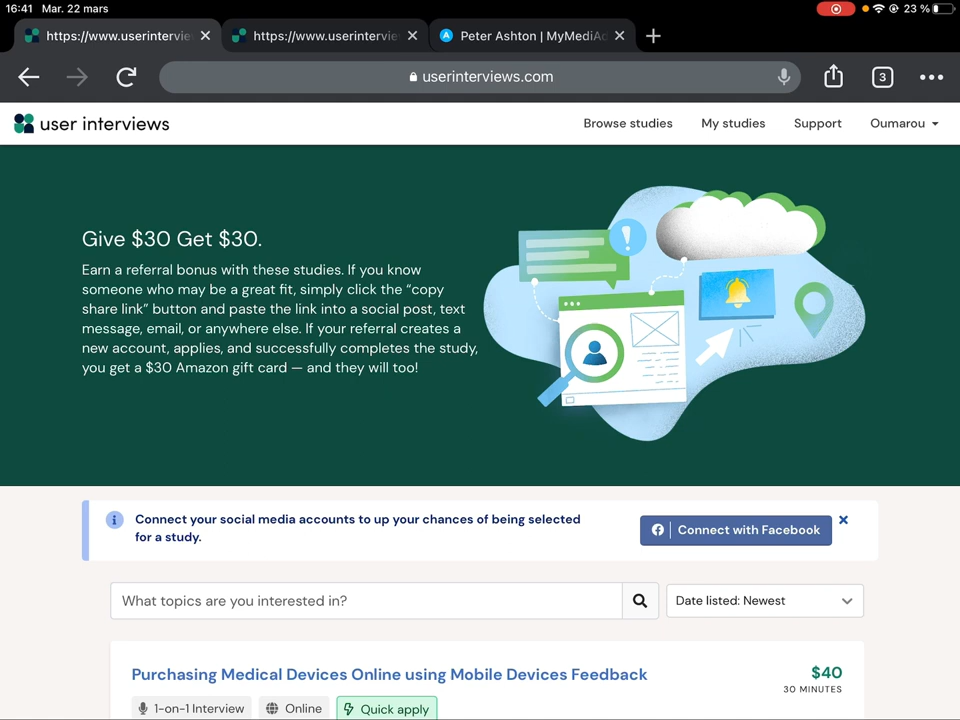 16:41 Mar. 22 mars
23 %
https://www.userintervie
https://www.userintervie
Peter Ashton | MyMediAd
userinterviews.com
3
user interviews
Browse studies
My studies
Support
Oumarou
Give $30 Get $30.
Earn a referral bonus with these studies. If you know
someone who may be a great fit, simply click the “copy
share link” button and paste the link into a social post, text
message, email, or anywhere else. If your referral creates a
new account, applies, and successfully completes the study,
you get a $30 Amazon gift card — and they will too!
Connect your social media accounts to up your chances of being selected
for a study.
Connect with Facebook
What topics are you interested in?
Date listed: Newest
Purchasing Medical Devices Online using Mobile Devices Feedback
$40
30 MINUTES
1-on-1 Interview
Online
Quick apply